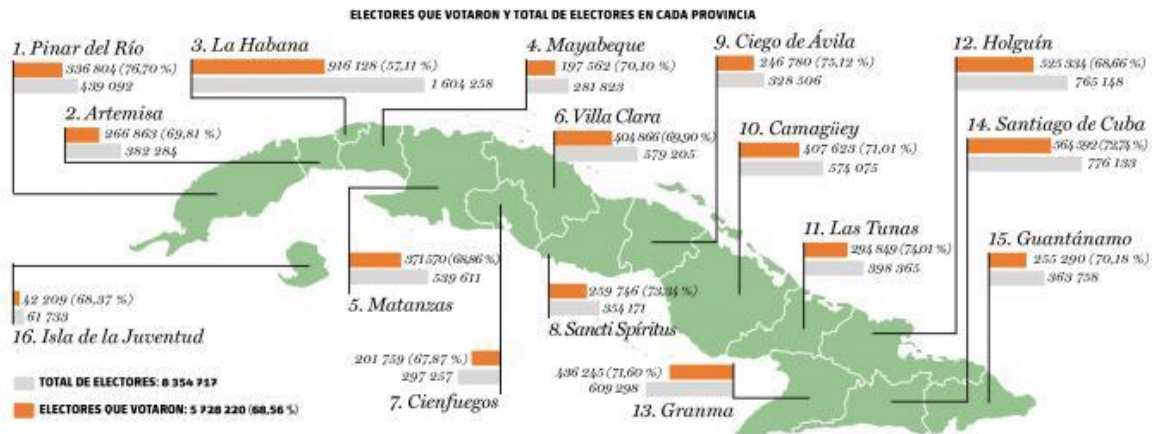 ELECTORES QUE VOTARON Y TOTAL DE ELECTORES EN CADA PROVINCIA
1. Pinar del Río
336 804 (76,70 %)
439 092
2. Artemisa
266 863 (69,81 %)
382 284
3. La Habana
916 128 (57,11 %)
1 604 258
4. Mayabeque
197 562 (70,10 %)
281 823
6. Villa Clara
404 866 (69,90 %)
579 205
9. Ciego de Ávila
246 780 (75,12 %)
328 506
10. Camagüey
407 623 (71,01 %)
574 075
12. Holguín
525 334 (68,66 %)
765 148
14. Santiago de Cuba
564 592 (72,74 %)
776 133
11. Las Tunas
294 849 (74,01 %)
398 365
15. Guantánamo
255 290 (70,18 %)
363 758
371 570 (68,86 %)
539 611
5. Matanzas
259 746 (73,34 %)
354 171
8. Sancti Spíritus
42 209 (68,37 %)
61 733
16. Isla de la Juventud
201 759 (67,87 %)
297 257
7. Cienfuegos
436 245 (71,60 %)
609 298
13. Granma
TOTAL DE ELECTORES: 8 354 717
ELECTORES QUE VOTARON: 5 728 220 (68,56 %)